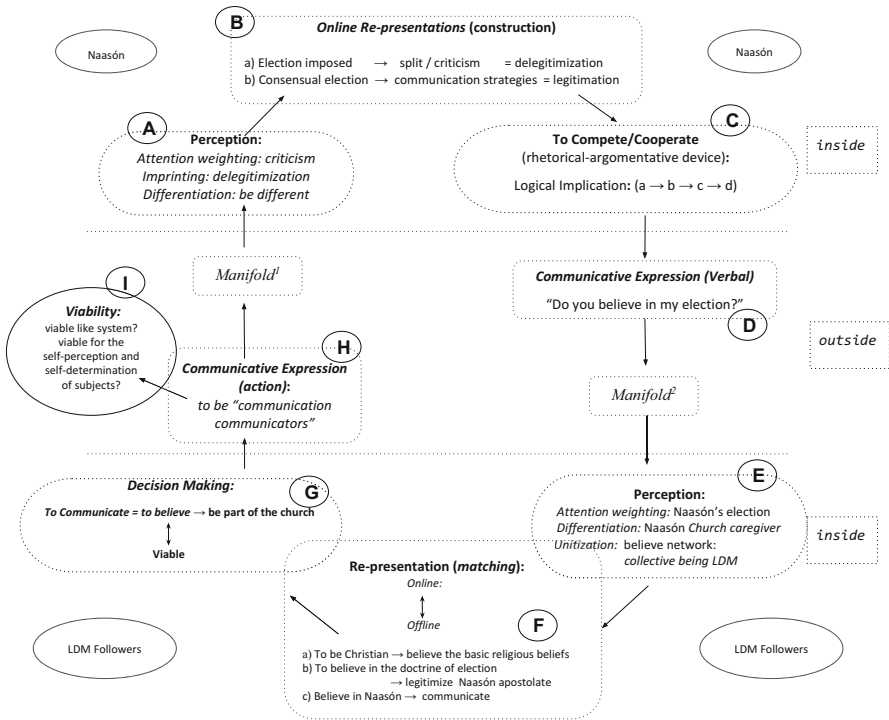 B
Online Re-presentations (construction)
a) Election imposed → split / criticism = delegitimization
b) Consensual election → communication strategies = legitimation
Naasón
Naasón
A
Perception:
Attention weighting: criticism
Imprinting: delegitimization
Differentiation: be different
C
To Compete/Cooperate
(rhetorical-argomentative device):
Logical Implication: (a → b → c → d)
inside
Manifold¹
Communicative Expression (Verbal)
"Do you believe in my election?"
D
I
Viability:
viable like system?
viable for the
self-perception and
self-determination
of subjects?
H
Communicative Expression
(action):
to be "communication
communicators"
outside
Manifold²
G
Decision Making:
To Communicate = to believe → be part of the church
Viable
E
Perception:
Attention weighting: Naasón's election
Differentiation: Naasón Church caregiver
Unitization: believe network:
collective being LDM
inside
Re-presentation (matching):
Online:
Offline
F
a) To be Christian → believe the basic religious beliefs
b) To believe in the doctrine of election
→ legitimize Naasón apostolate
c) Believe in Naasón → communicate
LDM Followers
LDM Followers